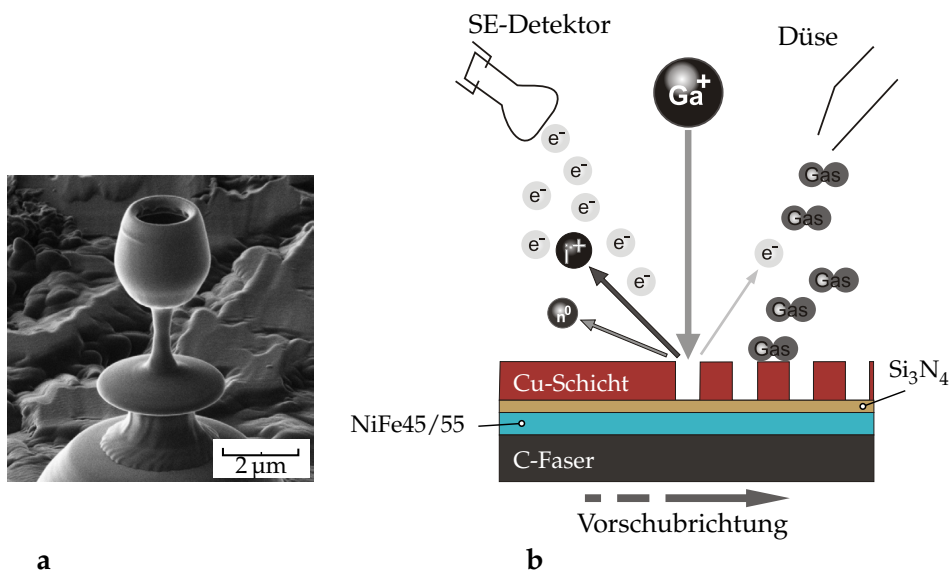 SE-Detektor
Düse
Ga+
e−
Gas
e−
Gas
e−
e−
e−
e−
e−
i+
e−
Gas
Gas
n0
Gas
Si3N4
Cu-Schicht
NiFe45/55
C-Faser
2 µm
Vorschubrichtung
a
b